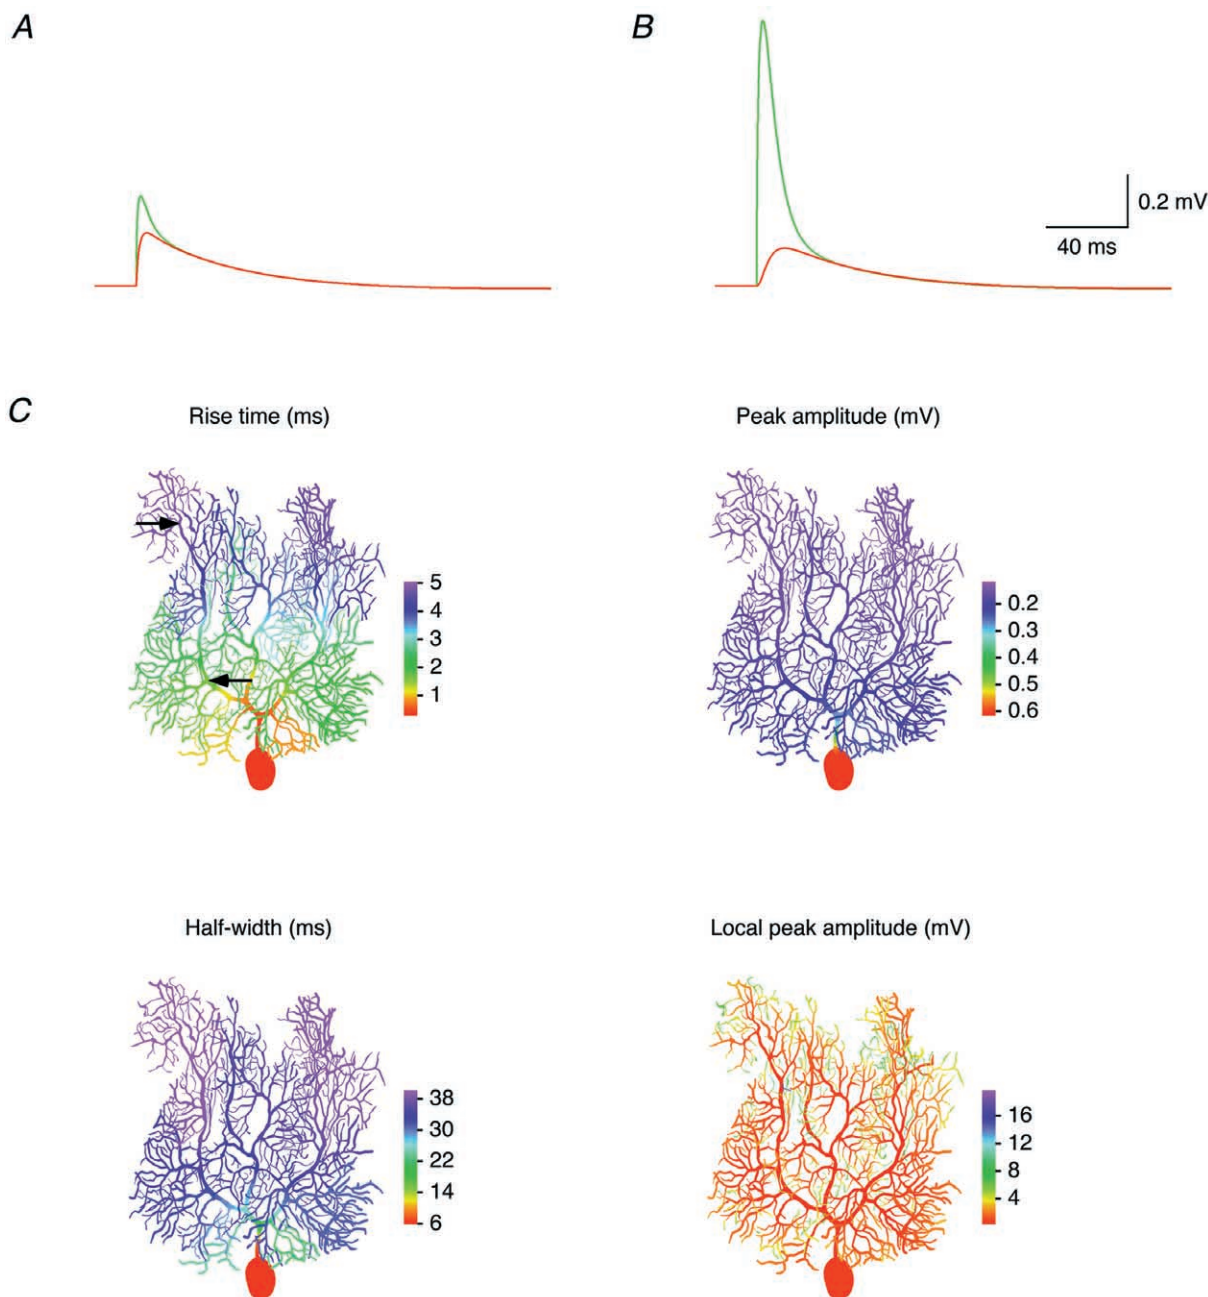 A
B
0.2 mV
40 ms
C
Rise time (ms)
5
4
3
2
1
Peak amplitude (mV)
0.2
0.3
0.4
0.5
0.6
Half-width (ms)
38
30
22
14
6
Local peak amplitude (mV)
16
12
8
4